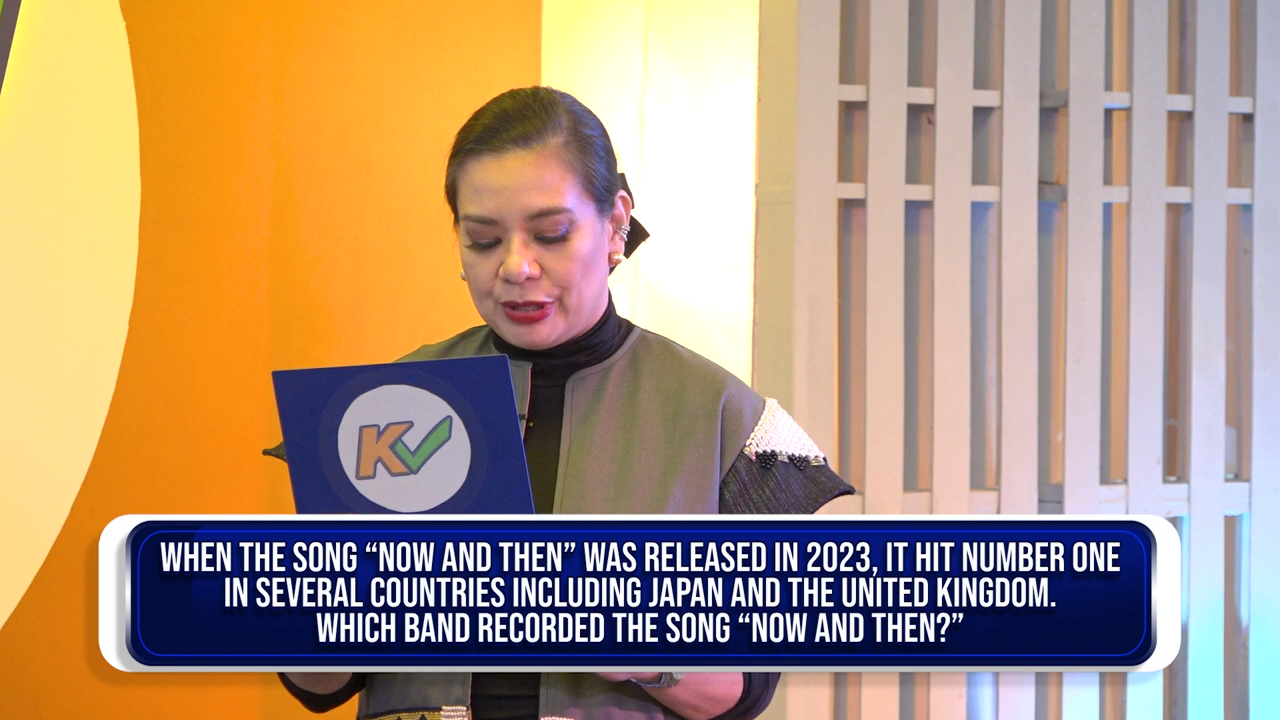 K
WHEN THE SONG “NOW AND THEN” WAS RELEASED IN 2023, IT HIT NUMBER ONE
IN SEVERAL COUNTRIES INCLUDING JAPAN AND THE UNITED KINGDOM.
WHICH BAND RECORDED THE SONG “NOW AND THEN?”